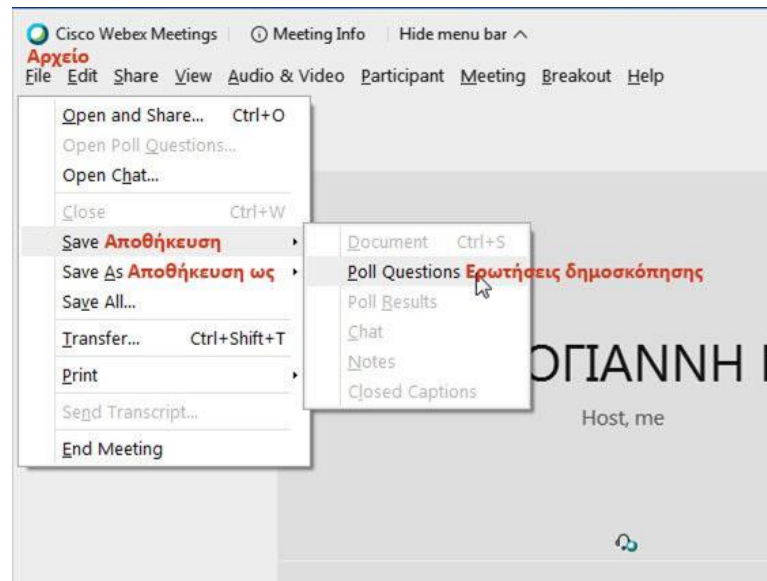 Cisco Webex Meetings Meeting Info Hide menu bar
Αρχείο
File Edit Share View Audio & Video Participant Meeting Breakout Help
Open and Share... Ctrl+O
Open Poll Questions...
Open Chat...
Close Ctrl+W
Save Αποθήκευση
Save As Αποθήκευση ως
Save All...
Transfer... Ctrl+Shift+T
Print
Send Transcript...
End Meeting
Document Ctrl+S
Poll Questions Ερωτήσεις δημοσκόπησης
Poll Results
Chat
Notes
Closed Captions
ΟΓΙΑΝΝΗ
Host, me